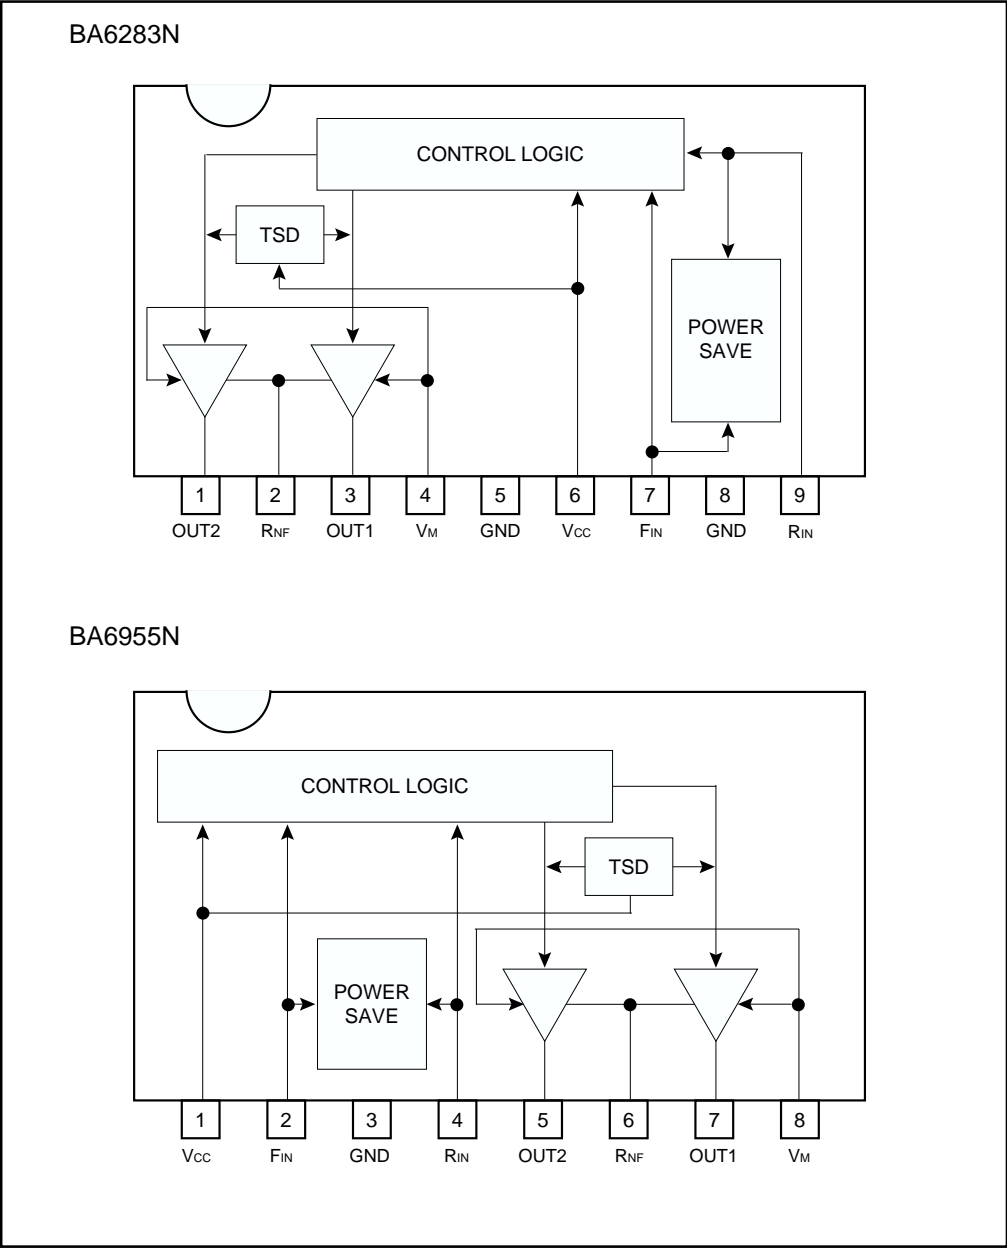 BA6283N
CONTROL LOGIC
TSD
POWER
SAVE
1 2 3 4 5 6 7 8 9
OUT2 RNF OUT1 VM GND VCC FIN GND RIN
BA6955N
CONTROL LOGIC
TSD
POWER
SAVE
1 2 3 4 5 6 7 8
VCC FIN GND RIN OUT2 RNF OUT1 VM